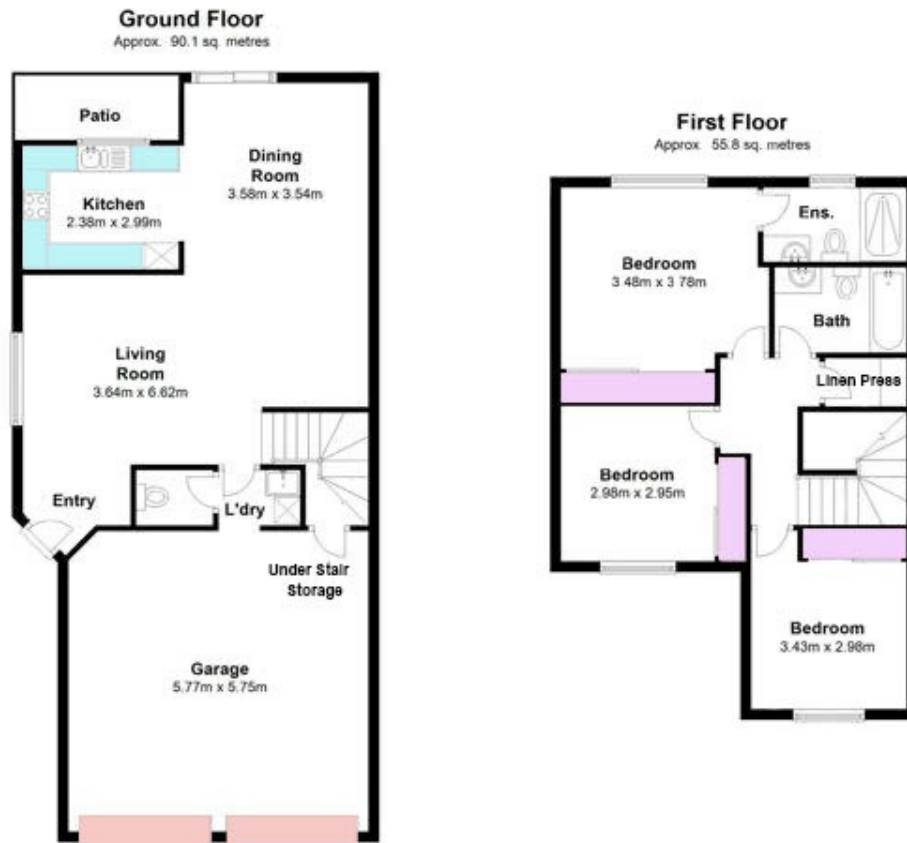 Ground Floor
Approx. 90.1 sq. metres
Patio
Dining
Room
3.58m x 3.54m
Kitchen
2.38m x 2.99m
Living
Room
3.64m x 6.62m
Entry
L'dry
Under Stair
Storage
Garage
5.77m x 5.75m
First Floor
Approx 55.8 sq. metres
Ens.
Bedroom
3 48m x 3 78m
Bath
Linen Press
Bedroom
2.98m x 2.95m
Bedroom
3.43m x 2.98m